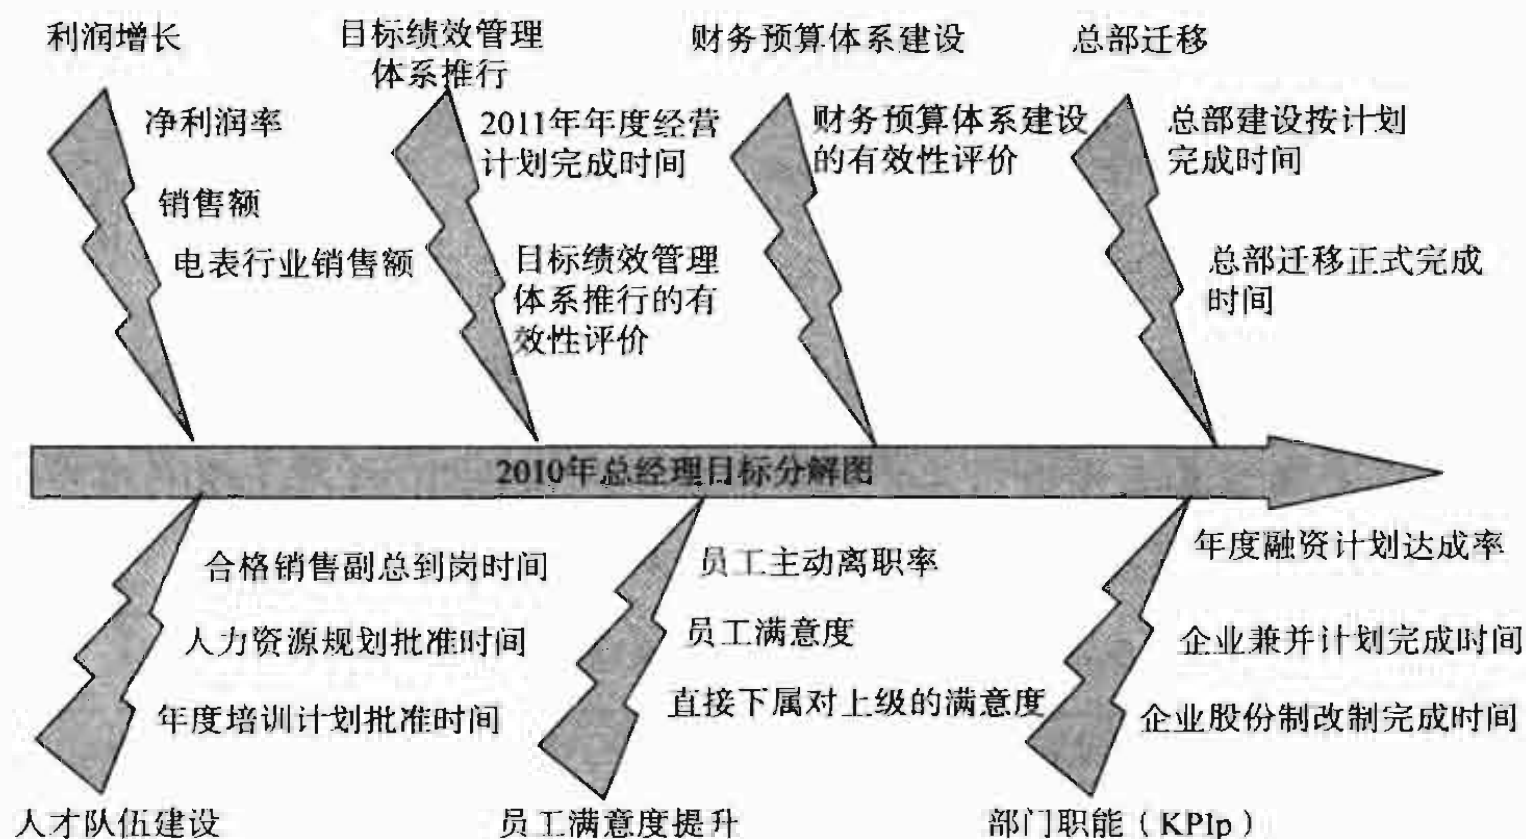 利润增长
净利润率
销售额
电表行业销售额
目标绩效管理
体系推行
2011年年度经营
计划完成时间
目标绩效管理
体系推行的有
效性评价
财务预算体系建设
财务预算体系建设
的有效性评价
总部迁移
总部建设按计划
完成时间
总部迁移正式完成
时间
2010年总经理目标分解图
合格销售副总到岗时间
人力资源规划批准时间
年度培训计划批准时间
人才队伍建设
员工主动离职率
员工满意度
直接下属对上级的满意度
员工满意度提升
年度融资计划达成率
企业兼并计划完成时间
企业股份制改制完成时间
部门职能（KPIp）